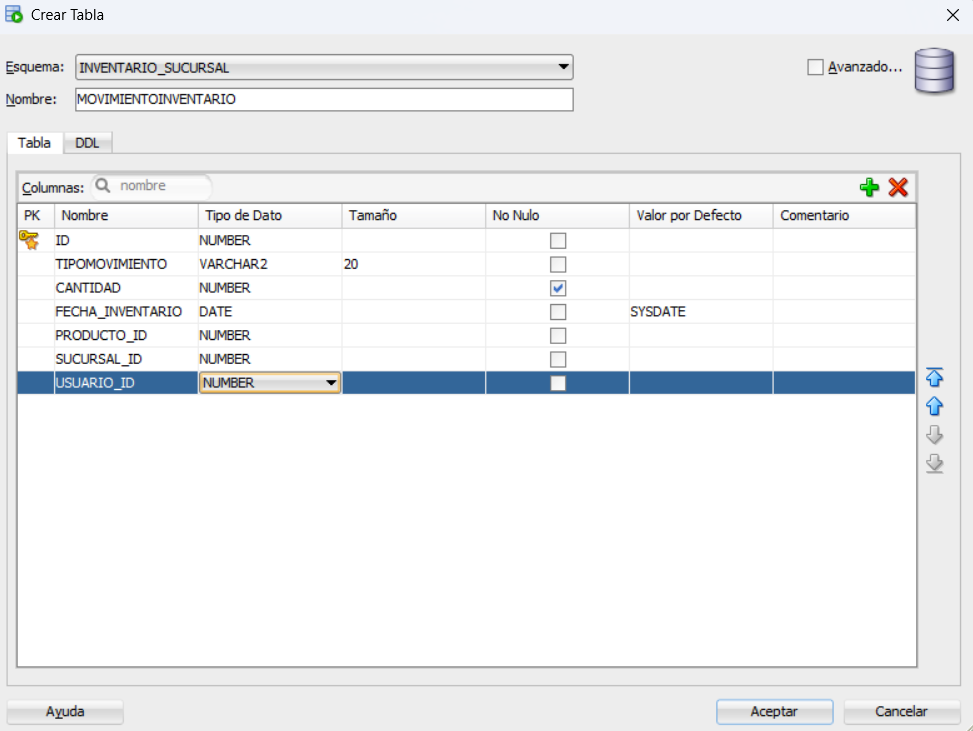 Crear Tabla
Esquema: INVENTARIO_SUCURSAL Avanzado...
Nombre: MOVIMIENTOINVENTARIO
Tabla DDL
Columnas: nombre
PK Nombre Tipo de Dato Tamaño No Nulo Valor por Defecto Comentario
ID NUMBER
TIPOMOVIMIENTO VARCHAR2 20
CANTIDAD NUMBER
FECHA_INVENTARIO DATE SYSDATE
PRODUCTO_ID NUMBER
SUCURSAL_ID NUMBER
USUARIO_ID NUMBER
Ayuda Aceptar Cancelar